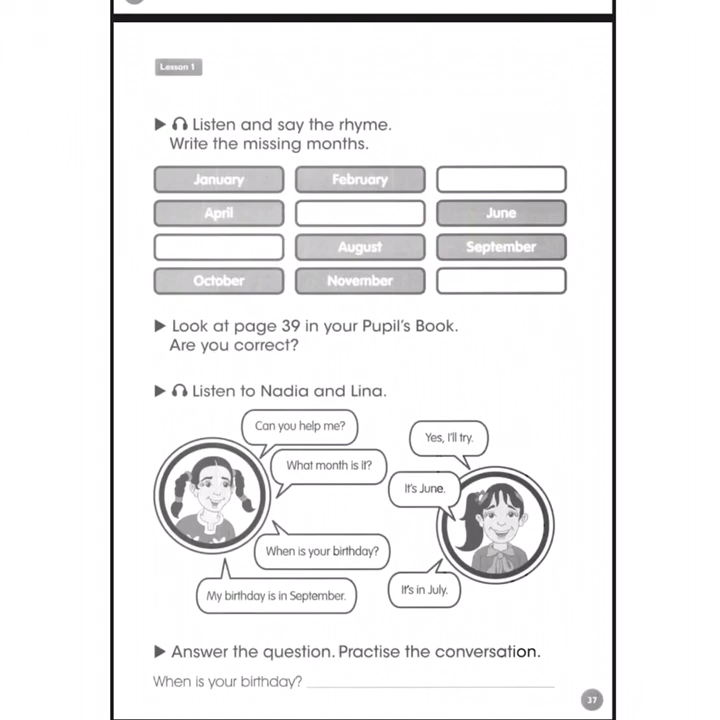 Lesson 1
Listen and say the rhyme.
Write the missing months.
January
February
April
June
August
September
October
November
Look at page 39 in your Pupil's Book.
Are you correct?
Listen to Nadia and Lina.
Can you help me?
Yes, I'll try.
What month is it?
It's June.
When is your birthday?
It's in July.
My birthday is in September.
Answer the question. Practise the conversation.
When is your birthday?
37